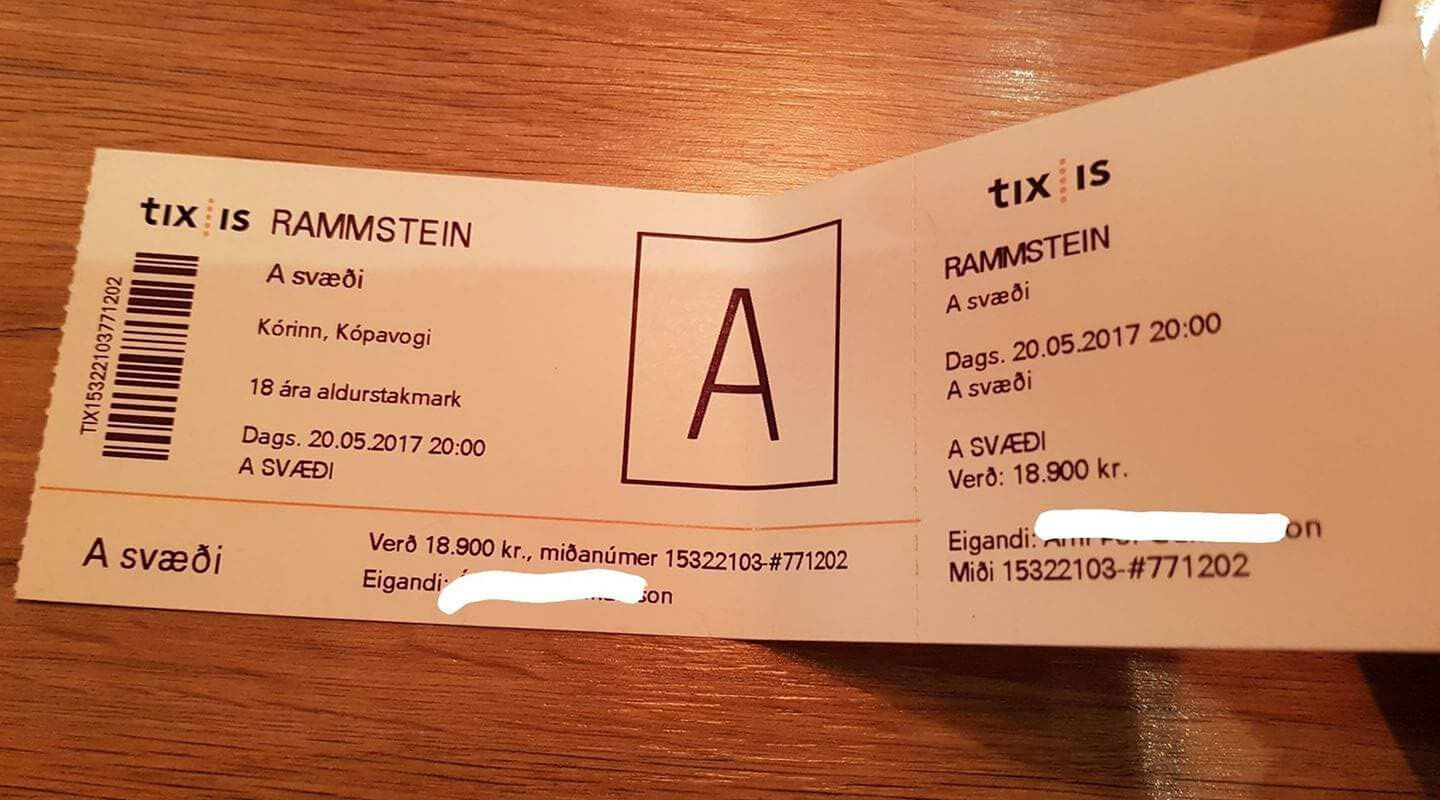 tix IS RAMMSTEIN
A svæði
Kórinn, Kópavogi
18 ára aldurstakmark
Dags. 20.05.2017 20:00
A SVÆÐI
TIX15322103771202
A
A svæði
Verð 18.900 kr., miðanúmer 15322103-#771202
Eigandi:
son
tix IS
RAMMSTEIN
A svæði
Dags. 20.05.2017 20:00
A svæði
A SVÆÐI
Verð: 18.900 kr.
Eigandi:
on
Miði 15322103-#771202